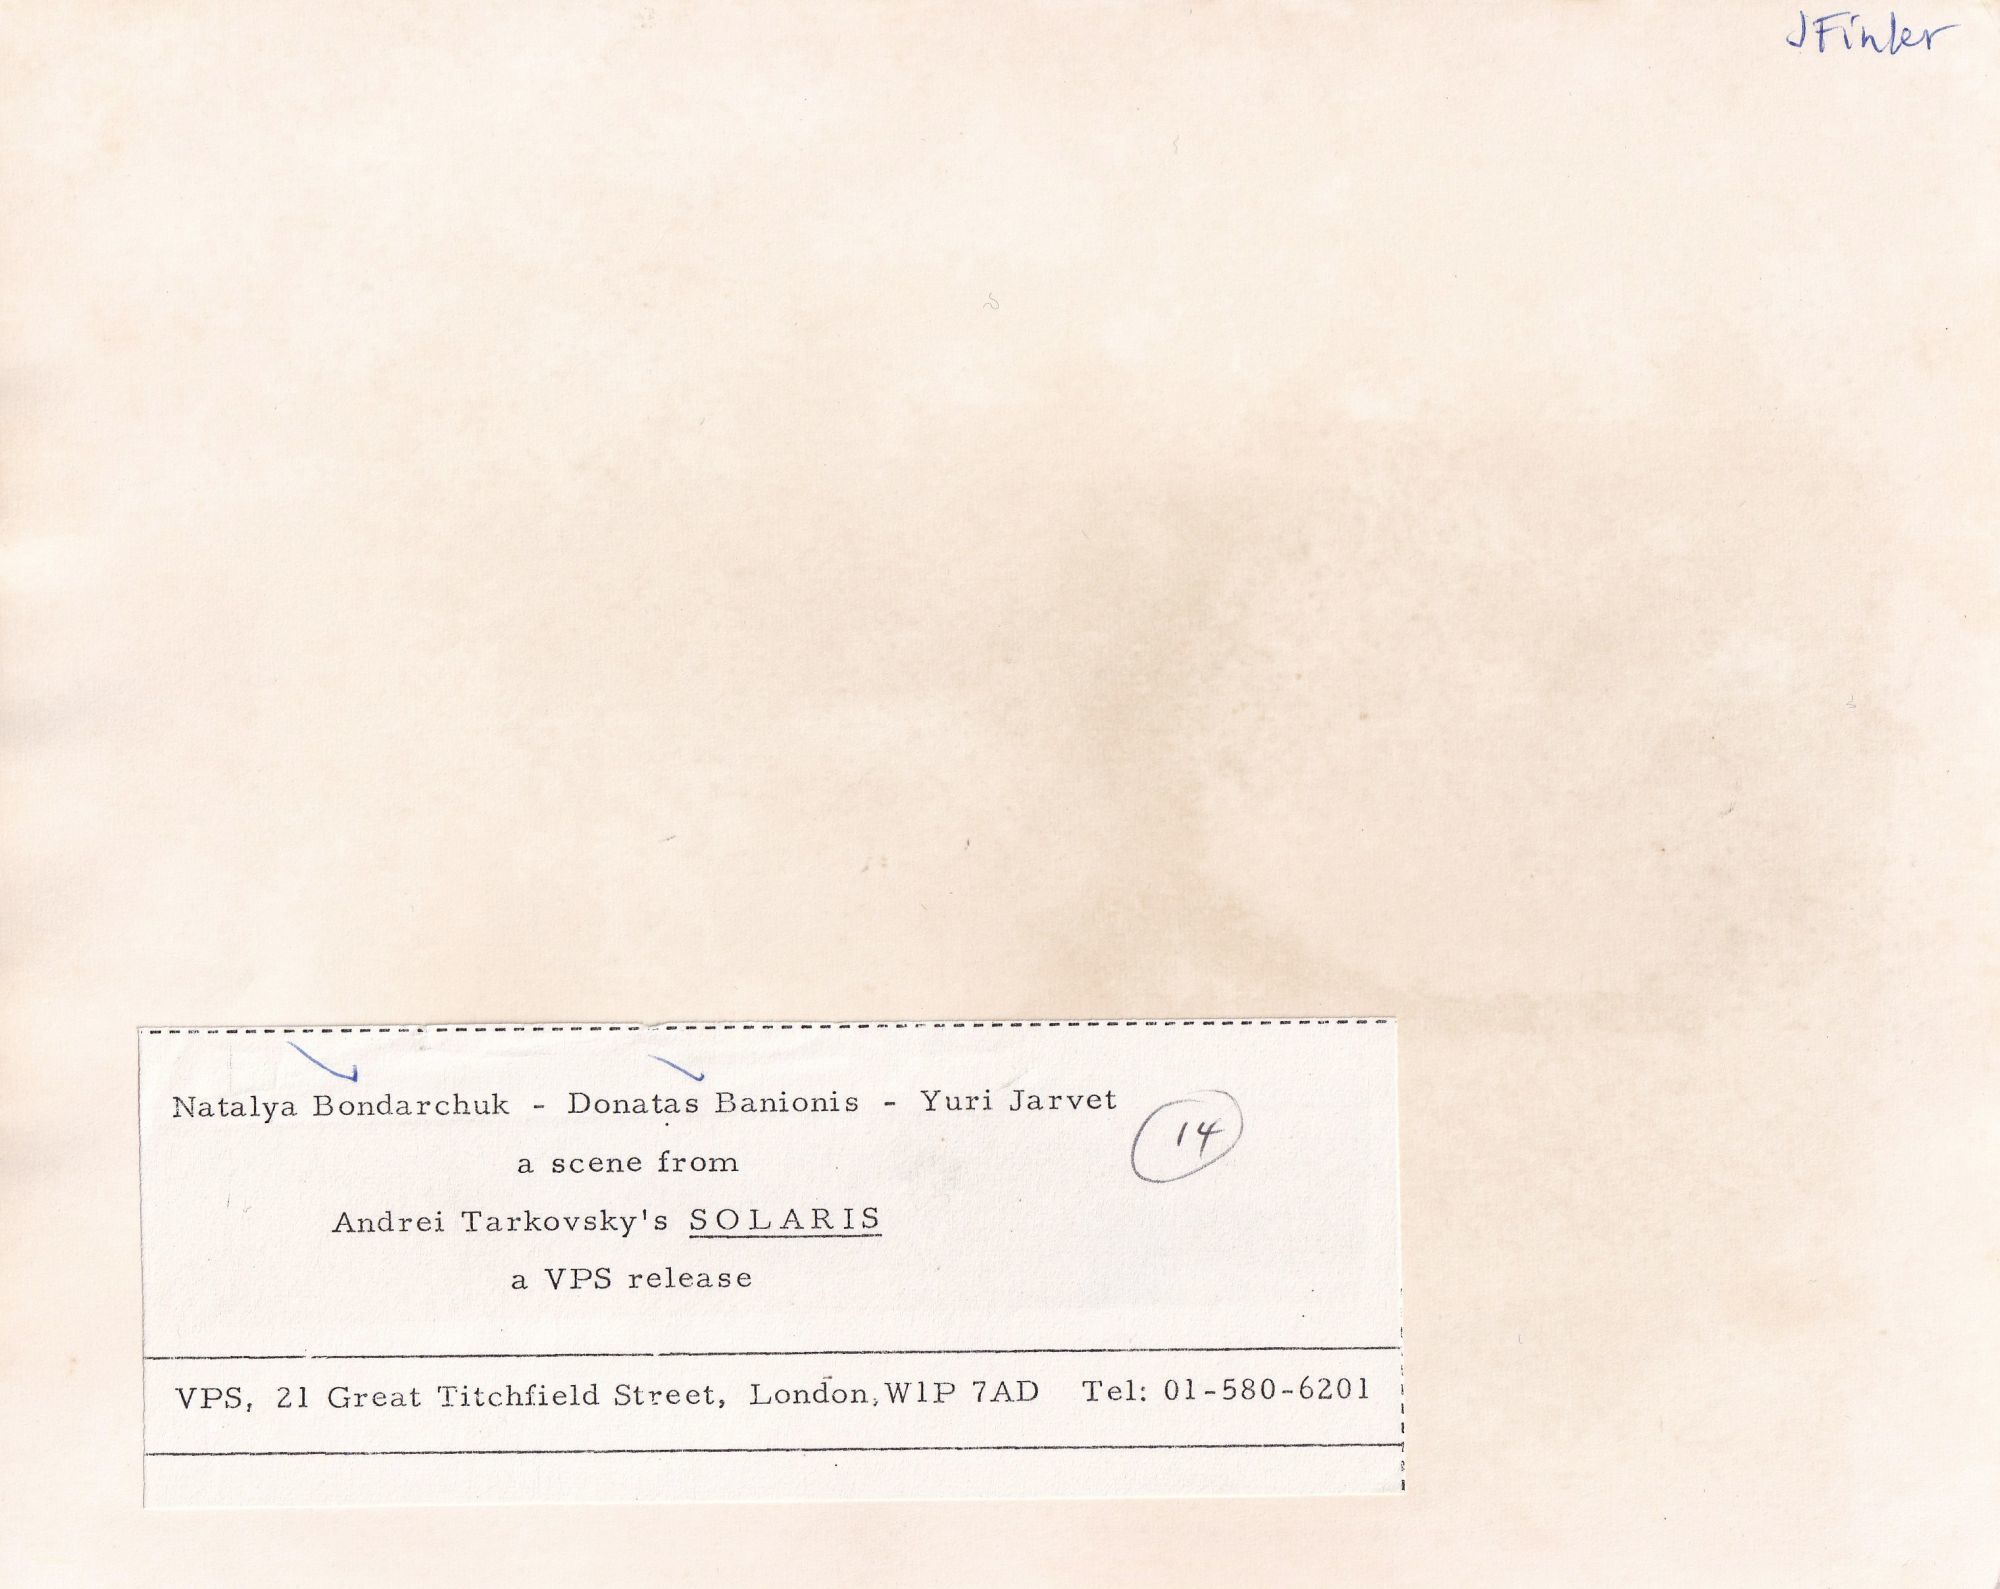 JFinler
Natalya Bondarchuk - Donatas Banionis - Yuri Jarvet
14
a scene from
Andrei Tarkovsky's SOLARIS
a VPS release
VPS, 21 Great Titchfield Street, London, W1P 7AD Tel: 01-580-6201